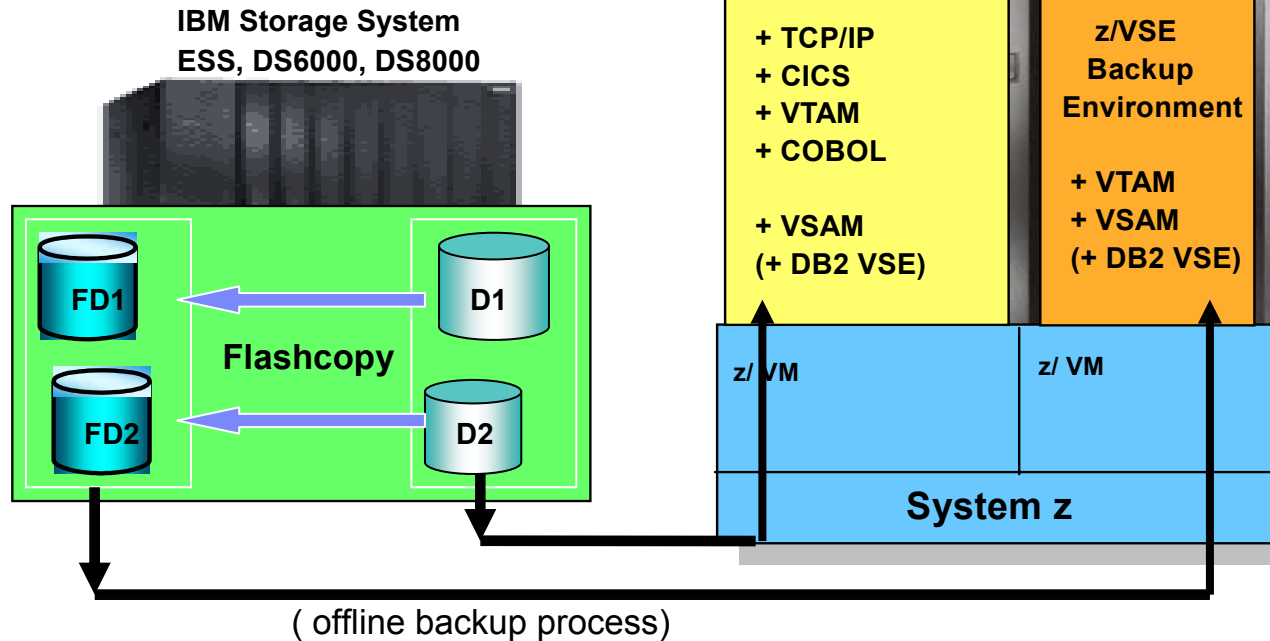 IBM Storage System
ESS, DS6000, DS8000
FD1
D1
Flashcopy
FD2
D2
+ TCP/IP
+ CICS
+ VTAM
+ COBOL
+ VSAM
(+ DB2 VSE)
z/VSE
Backup
Environment
+ VTAM
+ VSAM
(+ DB2 VSE)
z/ VM
z/ VM
System z
( offline backup process)